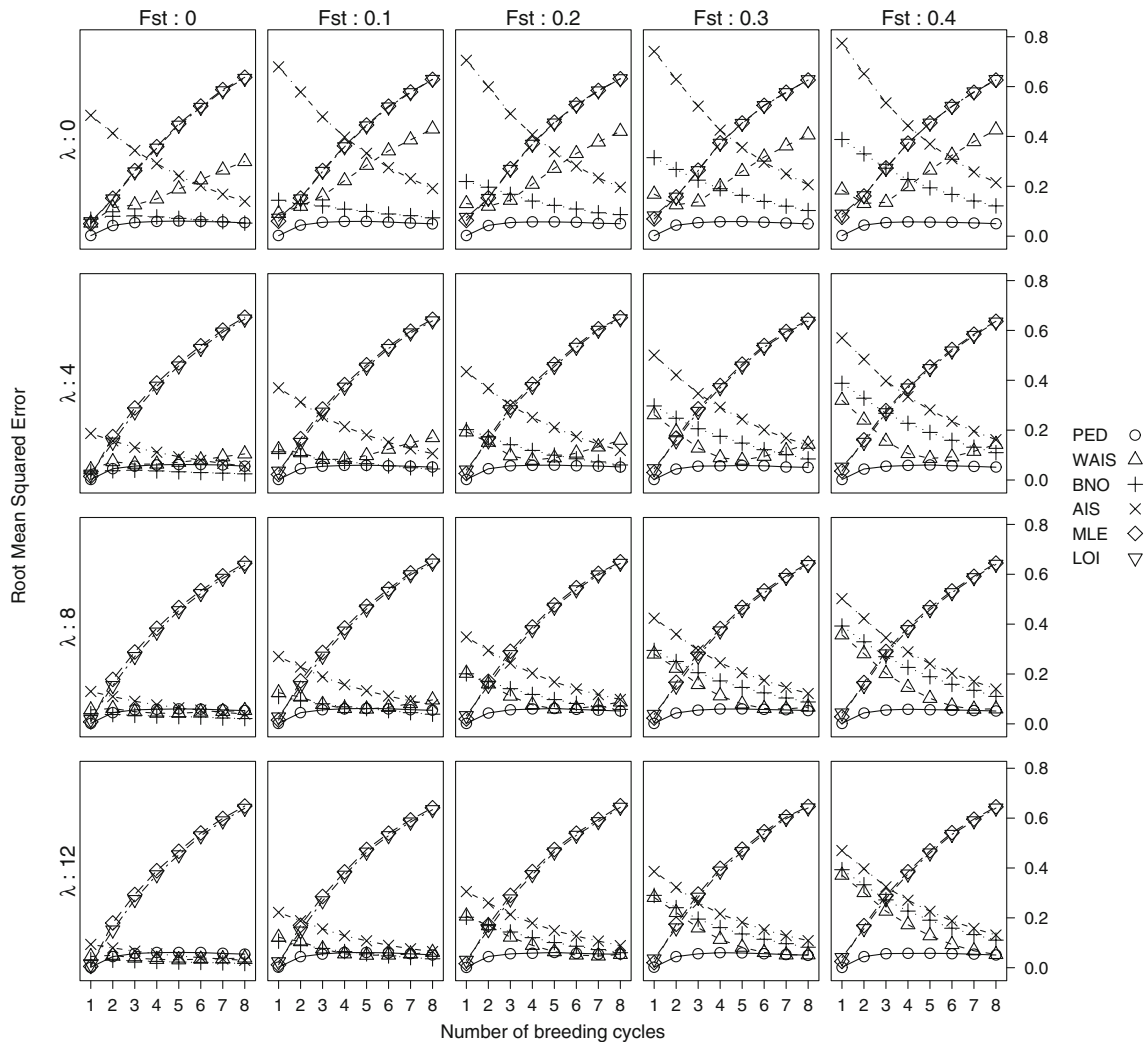 Fst : 0 Fst : 0.1 Fst : 0.2 Fst : 0.3 Fst : 0.4
Root Mean Squared Error
λ : 0
0.8
0.6
0.4
0.2
0.0
λ : 4
0.8
0.6
0.4
0.2
0.0
λ : 8
0.8
0.6
0.4
0.2
0.0
λ : 12
0.8
0.6
0.4
0.2
0.0
1 2 3 4 5 6 7 8 1 2 3 4 5 6 7 8 1 2 3 4 5 6 7 8 1 2 3 4 5 6 7 8 1 2 3 4 5 6 7 8
Number of breeding cycles
PED
WAIS
BNO
AIS
MLE
LOI